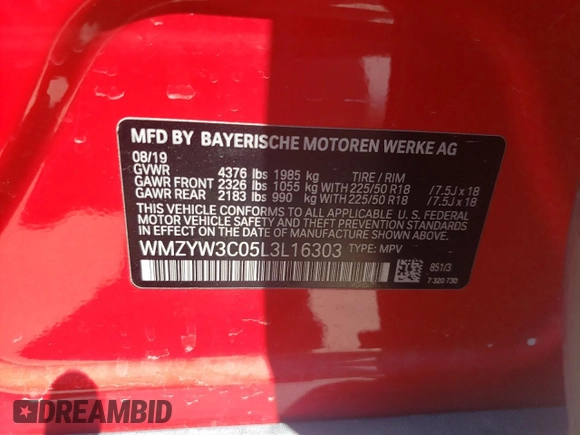 MFD BY BAYERISCHE MOTOREN WERKE AG
08/19
GVWR 4376 lbs 1985 kg TIRE / RIM
GAWR FRONT 2326 lbs 1055 kg WITH 225/50 R18 / 7.5J x 18
GAWR REAR 2183 lbs 990 kg WITH 225/50 R18 / 7.5J x 18
THIS VEHICLE CONFORMS TO ALL APPLICABLE U. S. FEDERAL
MOTOR VEHICLE SAFETY AND THEFT PREVENTION STANDARDS
IN EFFECT ON THE DATE OF MANUFACTURE SHOWN ABOVE.
WMZYW3C05L3L16303 TYPE: MPV
851/3
7 320 730
DREAMBID